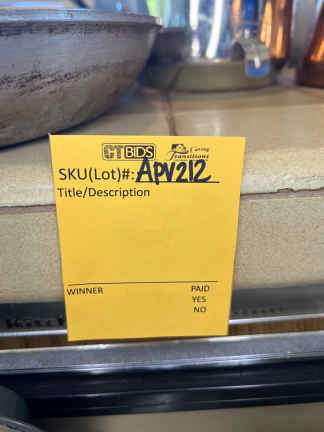 CTBIDS Caring Transitions
SKU(Lot)#: APV212
Title/Description
WINNER PAID
YES
NO